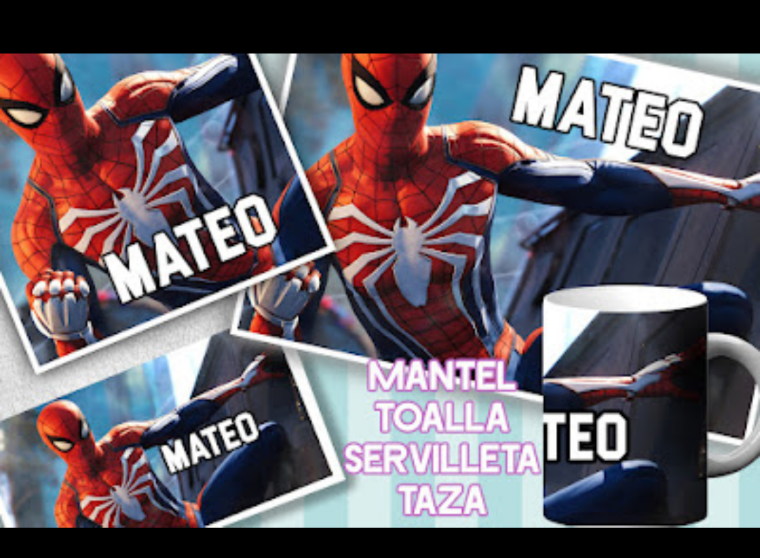 MATEO
MATEO
MATEO
MANTEL
TOALLA
SERVILLETA
TAZA
TEO